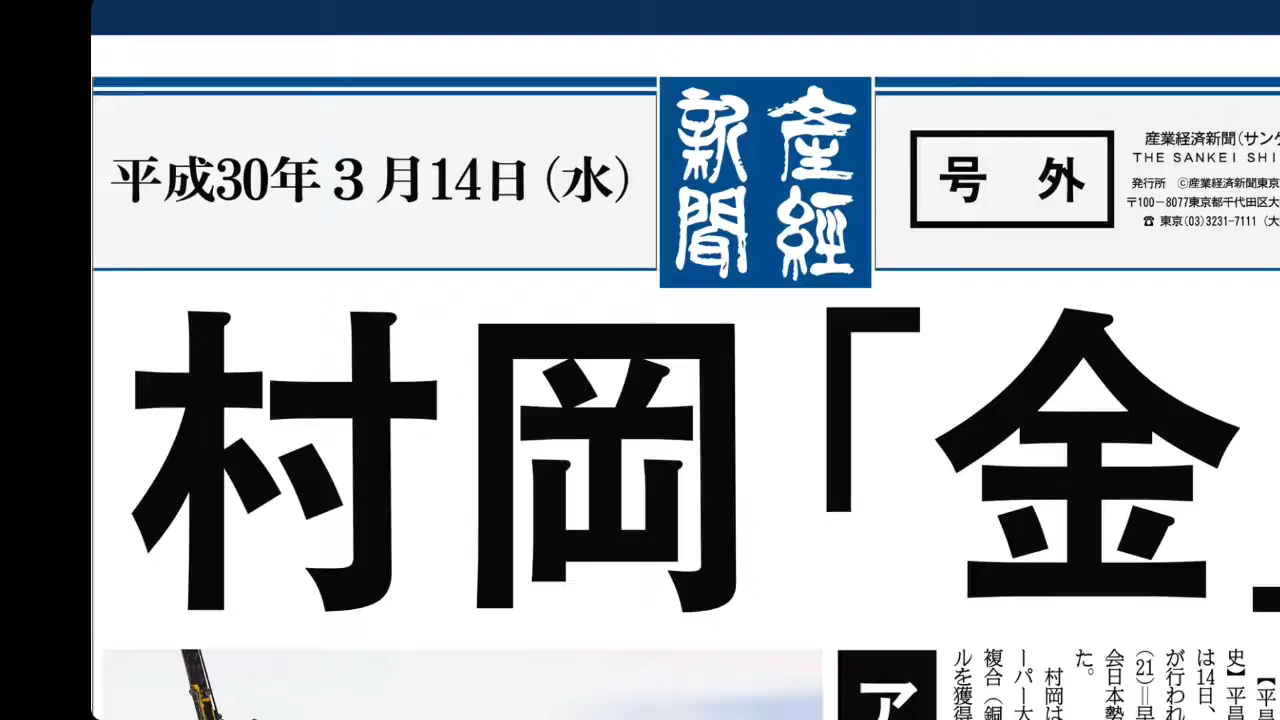 平成30年3月14日(水)
産経新聞
号外
産業経済新聞(サンケ
THE SANKEI SHI
発行所 ©産業経済新聞東京
〒100-8077東京都千代田区大
☎ 東京(03)3231-7111 (大
村岡「金」
ア
【平昌
史】平昌
は14日、
が行われ
(21)=早
会日本勢
た。
村岡は
ーパー大
複合(銅
ルを獲得